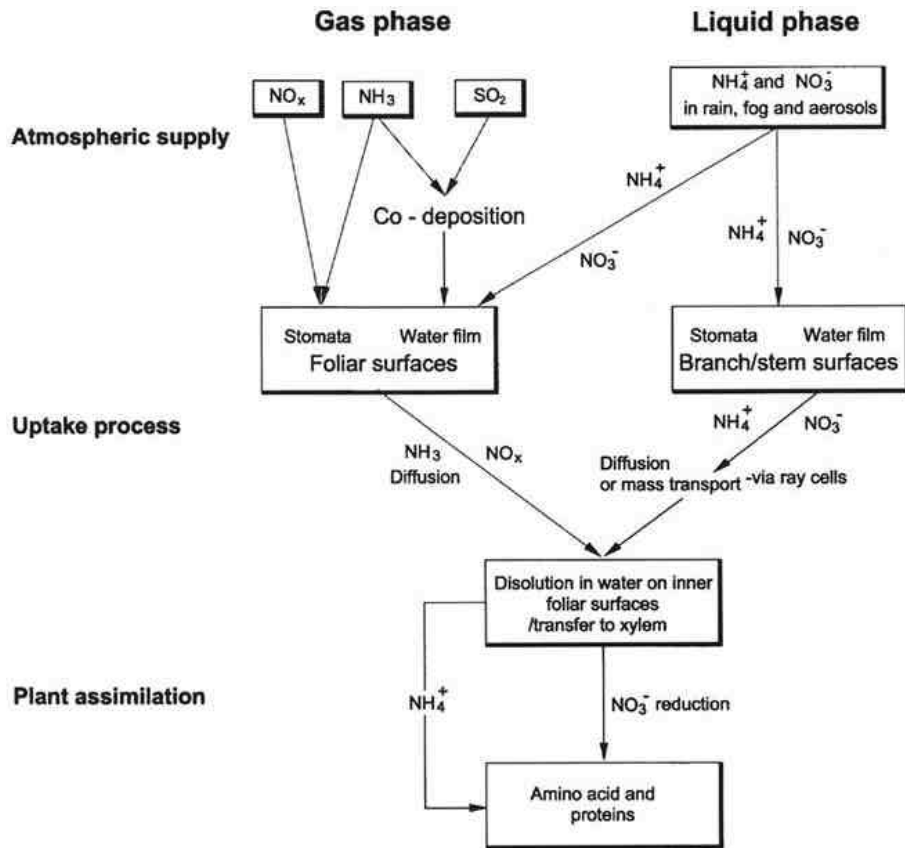 Gas phase
Liquid phase
NOₓ
NH₃
SO₂
NH₄⁺ and NO₃⁻
in rain, fog and aerosols
Atmospheric supply
NH₄⁺
Co - deposition
NH₄⁺
NO₃⁻
NO₃⁻
Stomata Water film
Foliar surfaces
Stomata Water film
Branch/stem surfaces
Uptake process
NH₄⁺
NO₃⁻
NH₃
Diffusion
NOₓ
Diffusion
or mass transport
-via ray cells
Disolution in water on inner
foliar surfaces
/transfer to xylem
Plant assimilation
NH₄⁺
NO₃⁻ reduction
Amino acid and
proteins